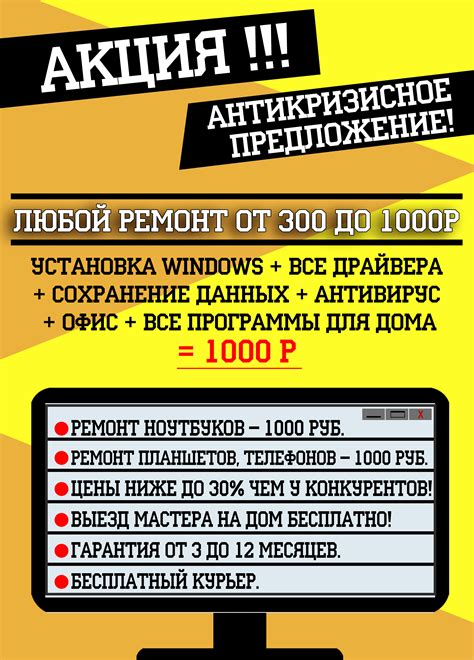 АКЦИЯ !!!
АНТИКРИЗИСНОЕ
ПРЕДЛОЖЕНИЕ!
ЛЮБОЙ РЕМОНТ ОТ 300 ДО 1000Р
УСТАНОВКА WINDOWS + ВСЕ ДРАЙВЕРА
+ СОХРАНЕНИЕ ДАННЫХ + АНТИВИРУС
+ ОФИС + ВСЕ ПРОГРАММЫ ДЛЯ ДОМА
= 1000 Р
X
РЕМОНТ НОУТБУКОВ – 1000 РУБ.
РЕМОНТ ПЛАНШЕТОВ, ТЕЛЕФОНОВ – 1000 РУБ.
ЦЕНЫ НИЖЕ ДО 30% ЧЕМ У КОНКУРЕНТОВ!
ВЫЕЗД МАСТЕРА НА ДОМ БЕСПЛАТНО!
ГАРАНТИЯ ОТ 3 ДО 12 МЕСЯЦЕВ.
БЕСПЛАТНЫЙ КУРЬЕР.